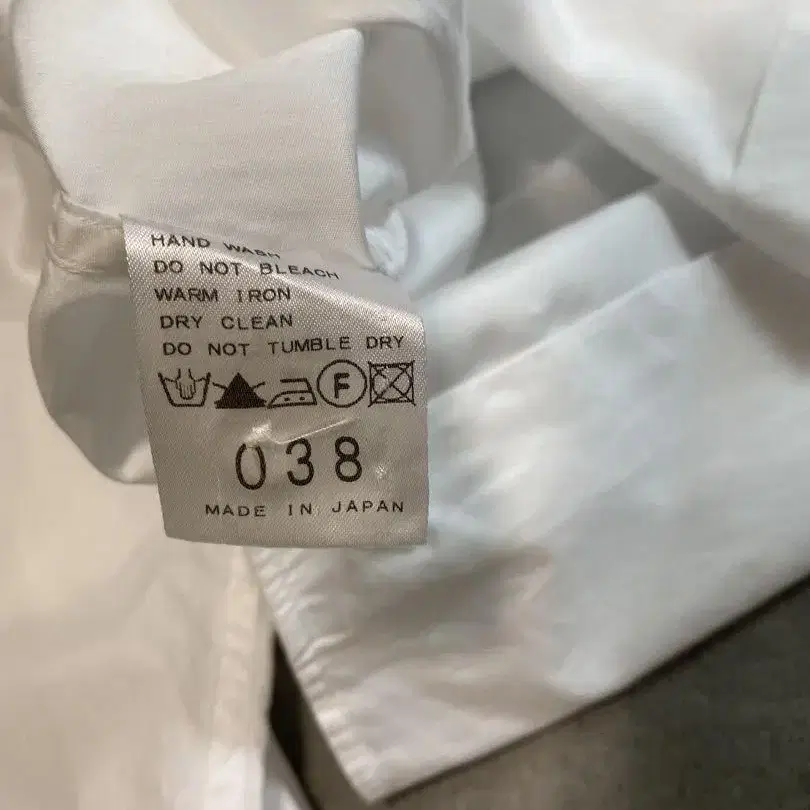 HAND WASH
DO NOT BLEACH
WARM IRON
DRY CLEAN
DO NOT TUMBLE DRY
F
038
MADE IN JAPAN